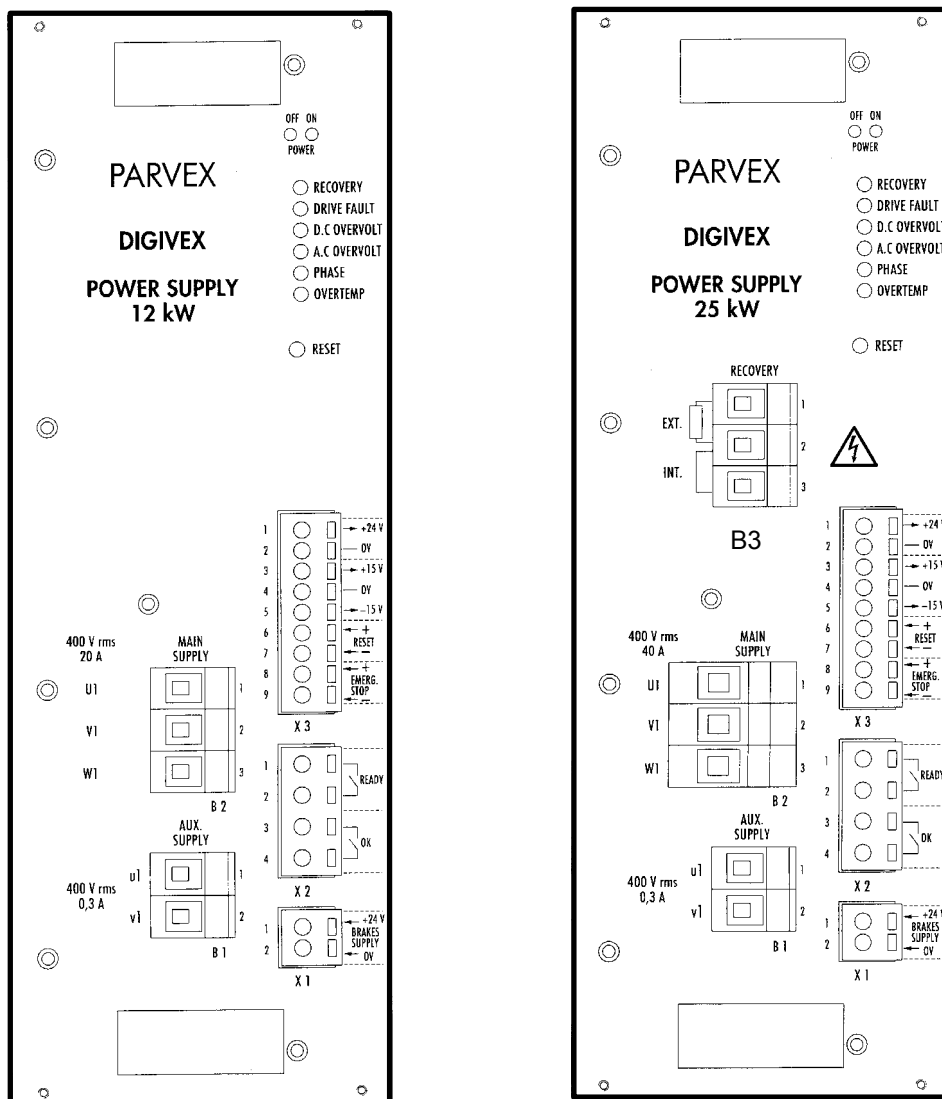 OFF ON
POWER
PARVEX
RECOVERY
DRIVE FAULT
D.C OVERVOLT
A.C OVERVOLT
PHASE
OVERTEMP
DIGIVEX
POWER SUPPLY
12 kW
RESET
1 +24 V
2 0V
3 +15 V
4 0V
5 -15 V
6 +
RESET
7 -
8 +
EMERG.
STOP
9 -
X 3
400 V rms
20 A
MAIN
SUPPLY
U1 1
V1 2
W1 3
B 2
1
READY
2
3
OK
4
X 2
AUX.
SUPPLY
400 V rms
0,3 A
u1 1
v1 2
B 1
1 +24 V
BRAKES
SUPPLY
2 0V
X 1
OFF ON
POWER
PARVEX
RECOVERY
DRIVE FAULT
D.C OVERVOLT
A.C OVERVOLT
PHASE
OVERTEMP
DIGIVEX
POWER SUPPLY
25 kW
RESET
RECOVERY
EXT.
INT.
1
2
3
B3
1 +24 V
2 0V
3 +15 V
4 0V
5 -15 V
6 +
RESET
7 -
8 +
EMERG.
STOP
9 -
X 3
400 V rms
40 A
MAIN
SUPPLY
U1 1
V1 2
W1 3
B 2
1
READY
2
3
OK
4
X 2
AUX.
SUPPLY
400 V rms
0,3 A
u1 1
v1 2
B 1
1 +24 V
BRAKES
SUPPLY
2 0V
X 1